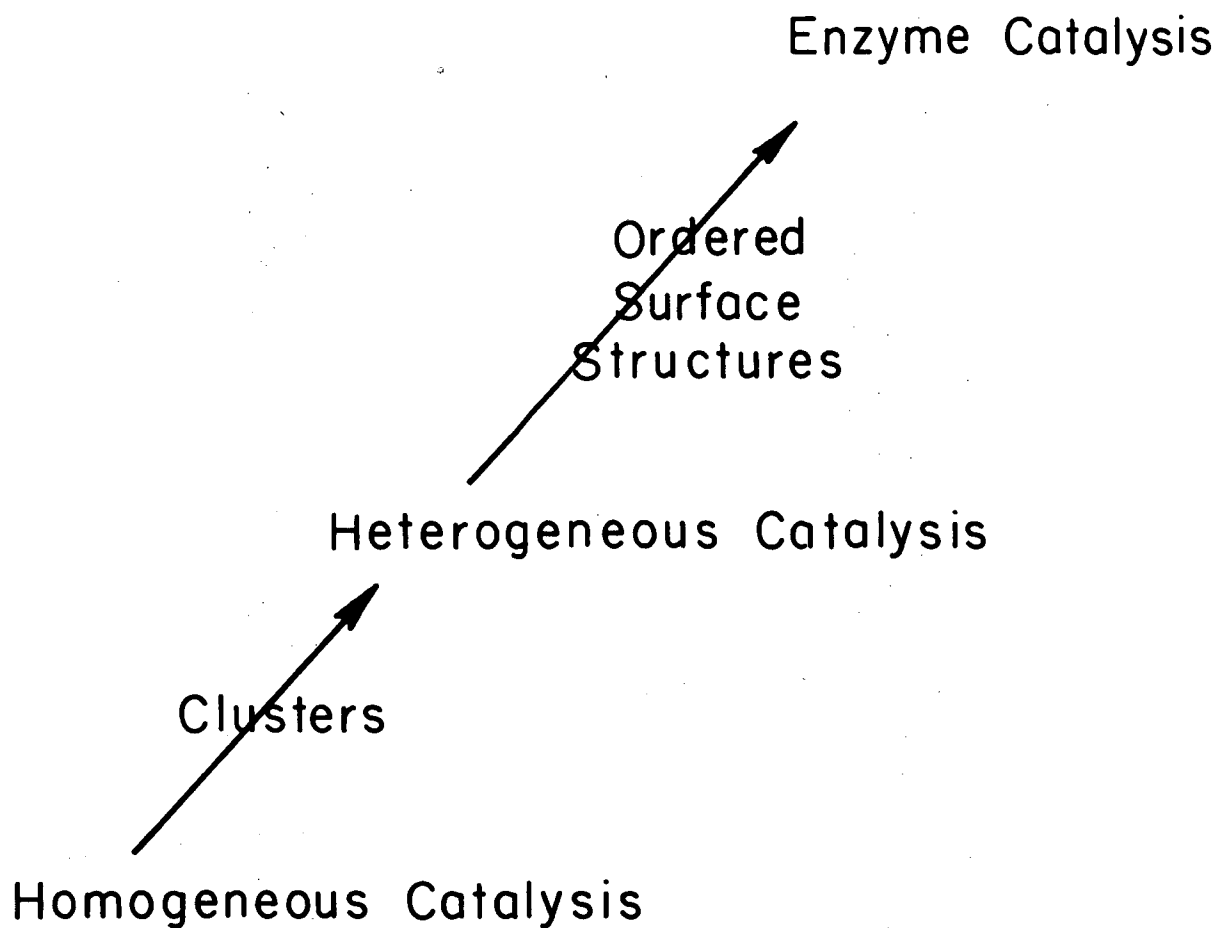 Enzyme Catalysis
Ordered
Surface
Structures
Heterogeneous Catalysis
Clusters
Homogeneous Catalysis